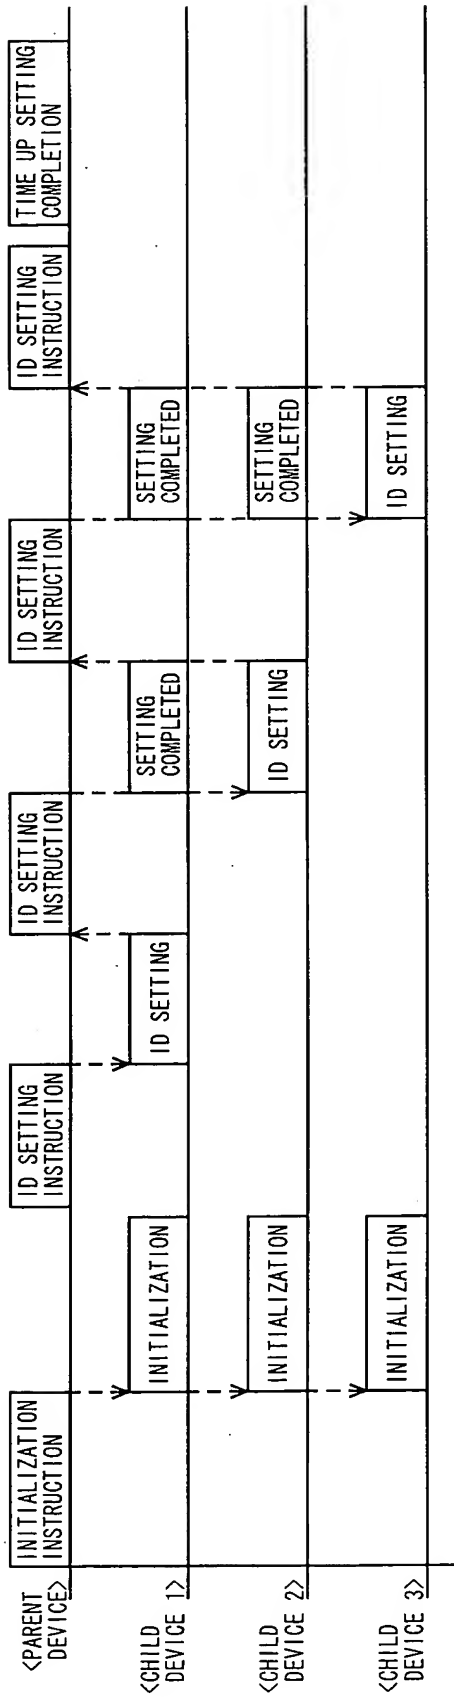 <PARENT
DEVICE>
INITIALIZATION
INSTRUCTION
ID SETTING
INSTRUCTION
ID SETTING
INSTRUCTION
ID SETTING
INSTRUCTION
ID SETTING
INSTRUCTION
TIME UP SETTING
COMPLETION
<CHILD
DEVICE 1>
INITIALIZATION
ID SETTING
SETTING
COMPLETED
SETTING
COMPLETED
<CHILD
DEVICE 2>
INITIALIZATION
ID SETTING
SETTING
COMPLETED
<CHILD
DEVICE 3>
INITIALIZATION
ID SETTING